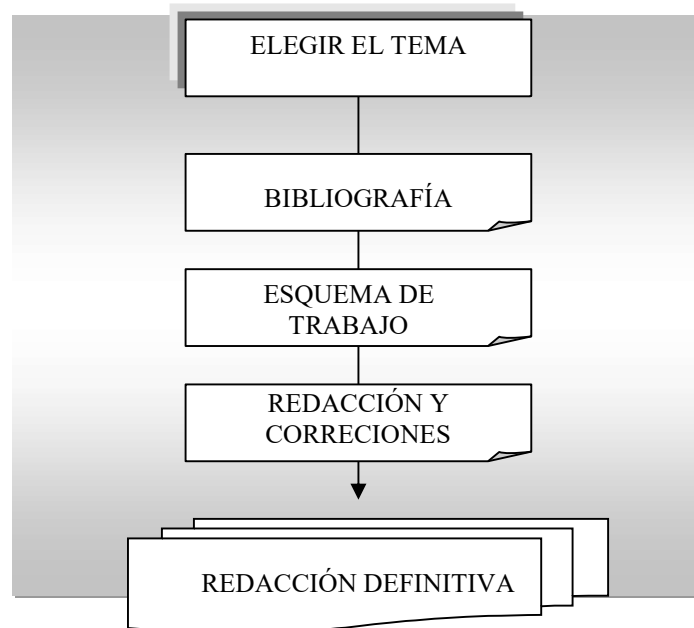 ELEGIR EL TEMA
BIBLIOGRAFÍA
ESQUEMA DE
TRABAJO
REDACCIÓN Y
CORRECIONES
REDACCIÓN DEFINITIVA